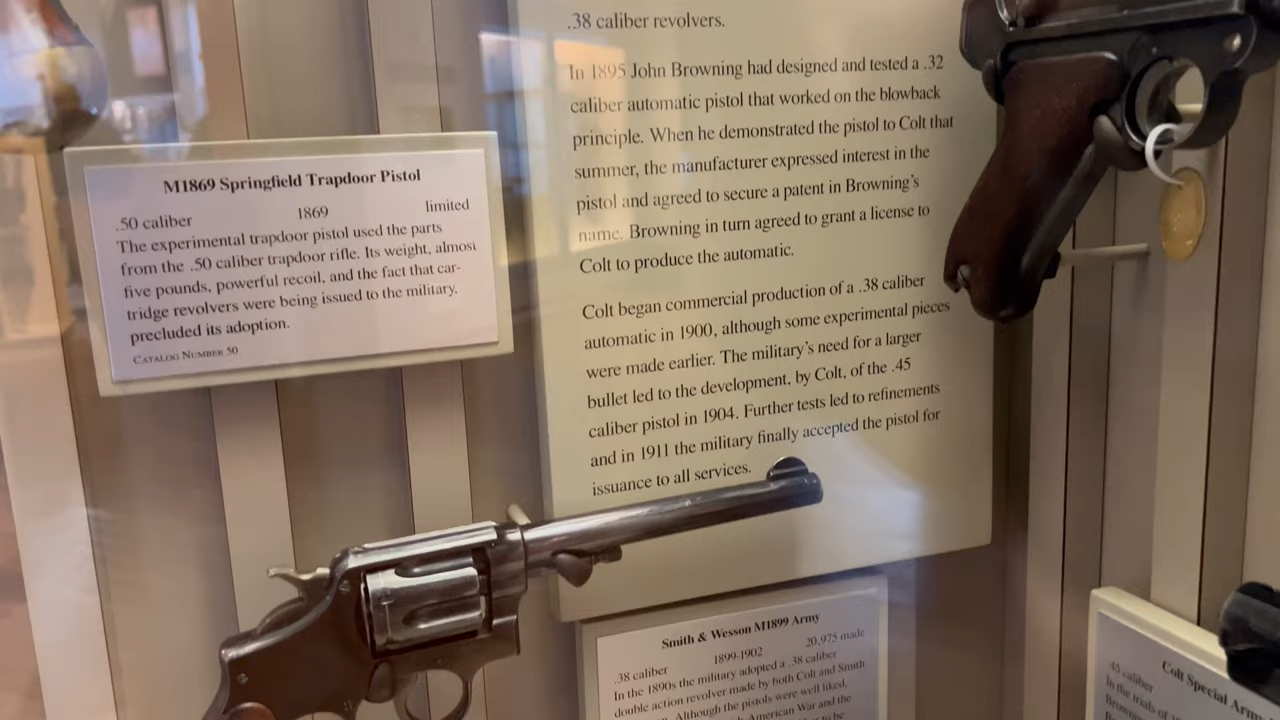 M1869 Springfield Trapdoor Pistol
.50 caliber 1869 limited
The experimental trapdoor pistol used the parts
from the .50 caliber trapdoor rifle. Its weight, almost
five pounds, powerful recoil, and the fact that car-
tridge revolvers were being issued to the military,
precluded its adoption.
CATALOG NUMBER 50
.38 caliber revolvers.
In 1895 John Browning had designed and tested a .32
caliber automatic pistol that worked on the blowback
principle. When he demonstrated the pistol to Colt that
summer, the manufacturer expressed interest in the
pistol and agreed to secure a patent in Browning's
name. Browning in turn agreed to grant a license to
Colt to produce the automatic.
Colt began commercial production of a .38 caliber
automatic in 1900, although some experimental pieces
were made earlier. The military's need for a larger
bullet led to the development, by Colt, of the .45
caliber pistol in 1904. Further tests led to refinements
and in 1911 the military finally accepted the pistol for
issuance to all services.
Smith & Wesson M1899 Army
.38 caliber 1899-1902 20,975 made
In the 1890s the military adopted a .38 caliber
double action revolver made by both Colt and Smith
Although the pistols were well liked,
American War and the
to be
Colt Special Army
.45 caliber
In the trials of